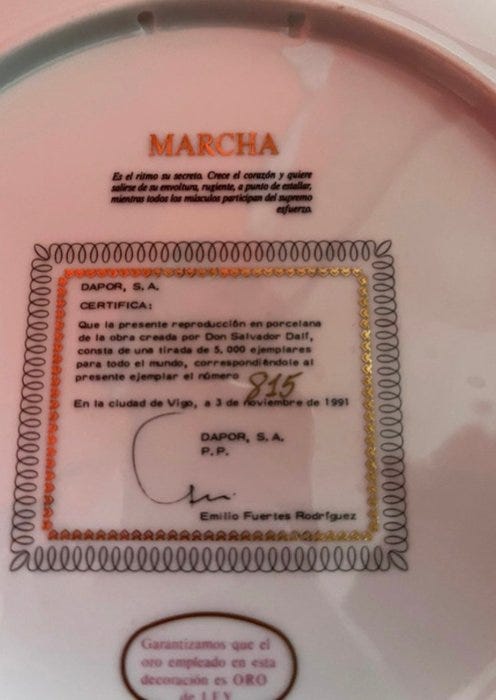 MARCHA
Es el ritmo su secreto. Crece el corazón y quiere
salirse de su envoltura, rugiente, a punto de estallar,
mientras todos los músculos participan del supremo
esfuerzo.
DAPOR, S. A.
CERTIFICA:
Que la presente reproducción en porcelana
de la obra creada por Don Salvador Dalí,
consta de una tirada de 5,000 ejemplares
para todo el mundo, correspondiéndole al
presente ejemplar el número 815
En la ciudad de Vigo, a 3 de noviembre de 1991
DAPOR, S. A.
P. P.
Emilio Fuertes Rodríguez
Garantizamos que el
oro empleado en esta
decoración es ORO
de LEY